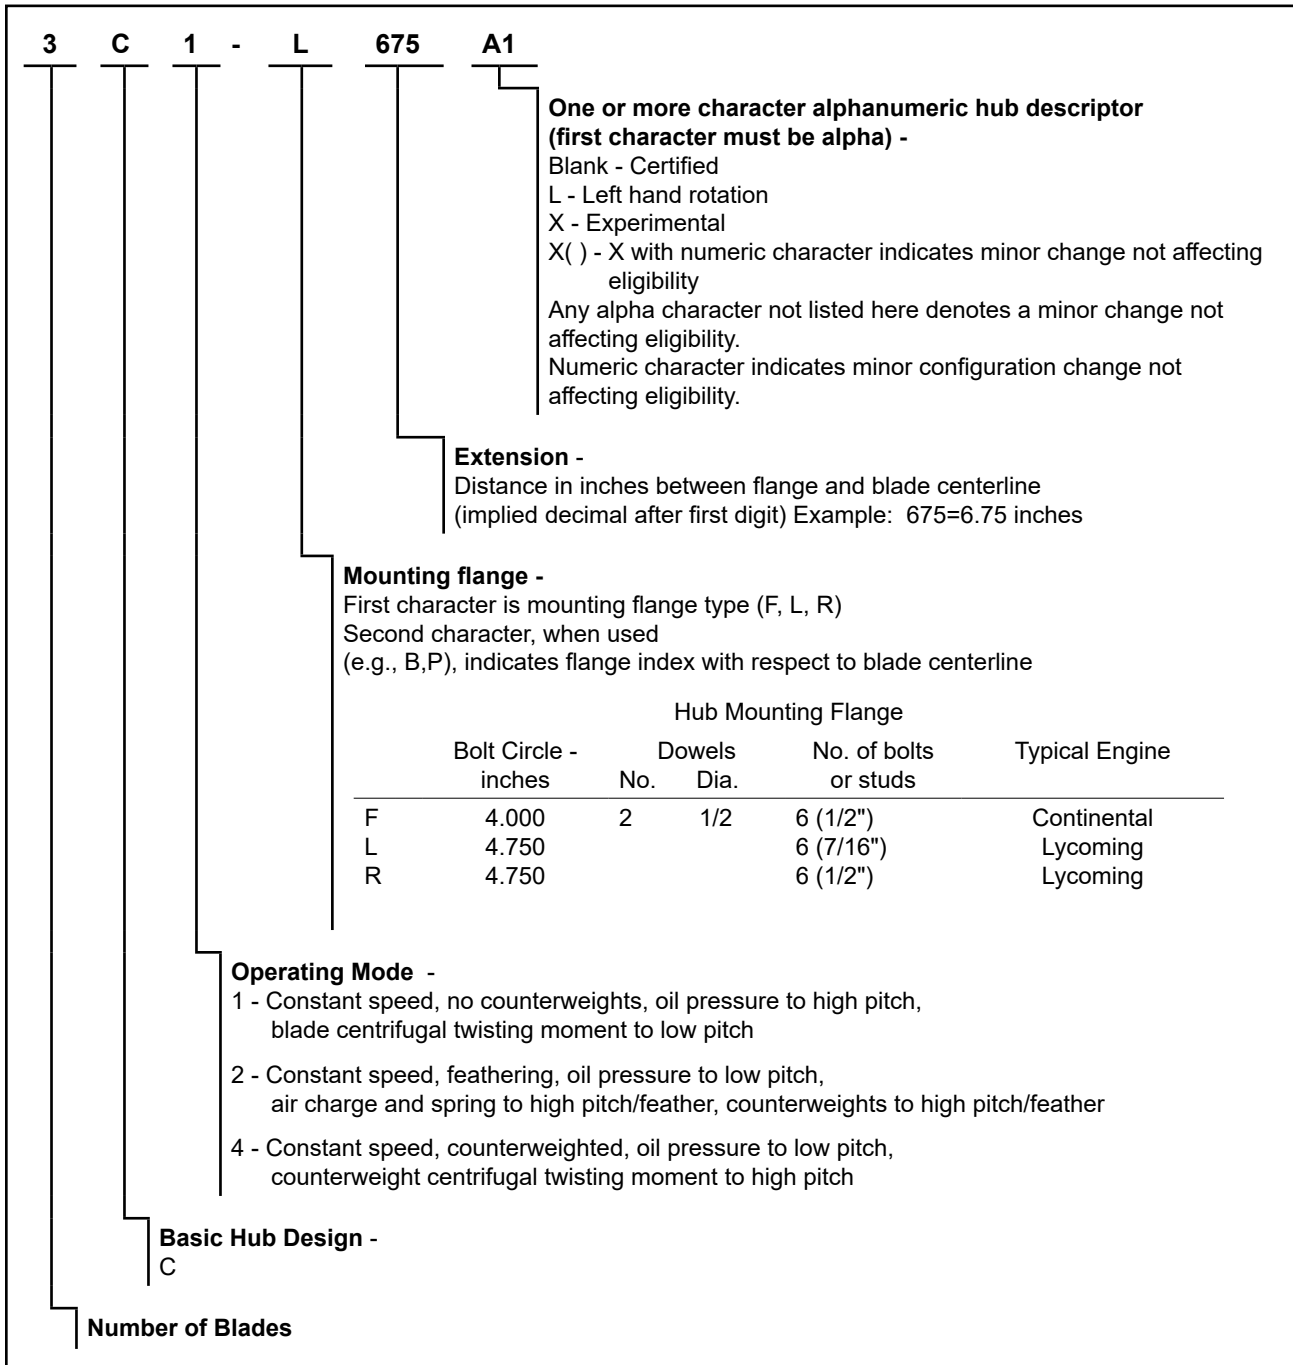 3 C 1 - L 675 A1
One or more character alphanumeric hub descriptor
(first character must be alpha) -
Blank - Certified
L - Left hand rotation
X - Experimental
X( ) - X with numeric character indicates minor change not affecting
eligibility
Any alpha character not listed here denotes a minor change not
affecting eligibility.
Numeric character indicates minor configuration change not
affecting eligibility.
Extension -
Distance in inches between flange and blade centerline
(implied decimal after first digit) Example: 675=6.75 inches
Mounting flange -
First character is mounting flange type (F, L, R)
Second character, when used
(e.g., B,P), indicates flange index with respect to blade centerline
Hub Mounting Flange
Bolt Circle - Dowels No. of bolts Typical Engine
inches No. Dia. or studs
F 4.000 2 1/2 6 (1/2") Continental
L 4.750 6 (7/16") Lycoming
R 4.750 6 (1/2") Lycoming
Operating Mode -
1 - Constant speed, no counterweights, oil pressure to high pitch,
blade centrifugal twisting moment to low pitch
2 - Constant speed, feathering, oil pressure to low pitch,
air charge and spring to high pitch/feather, counterweights to high pitch/feather
4 - Constant speed, counterweighted, oil pressure to low pitch,
counterweight centrifugal twisting moment to high pitch
Basic Hub Design -
C
Number of Blades